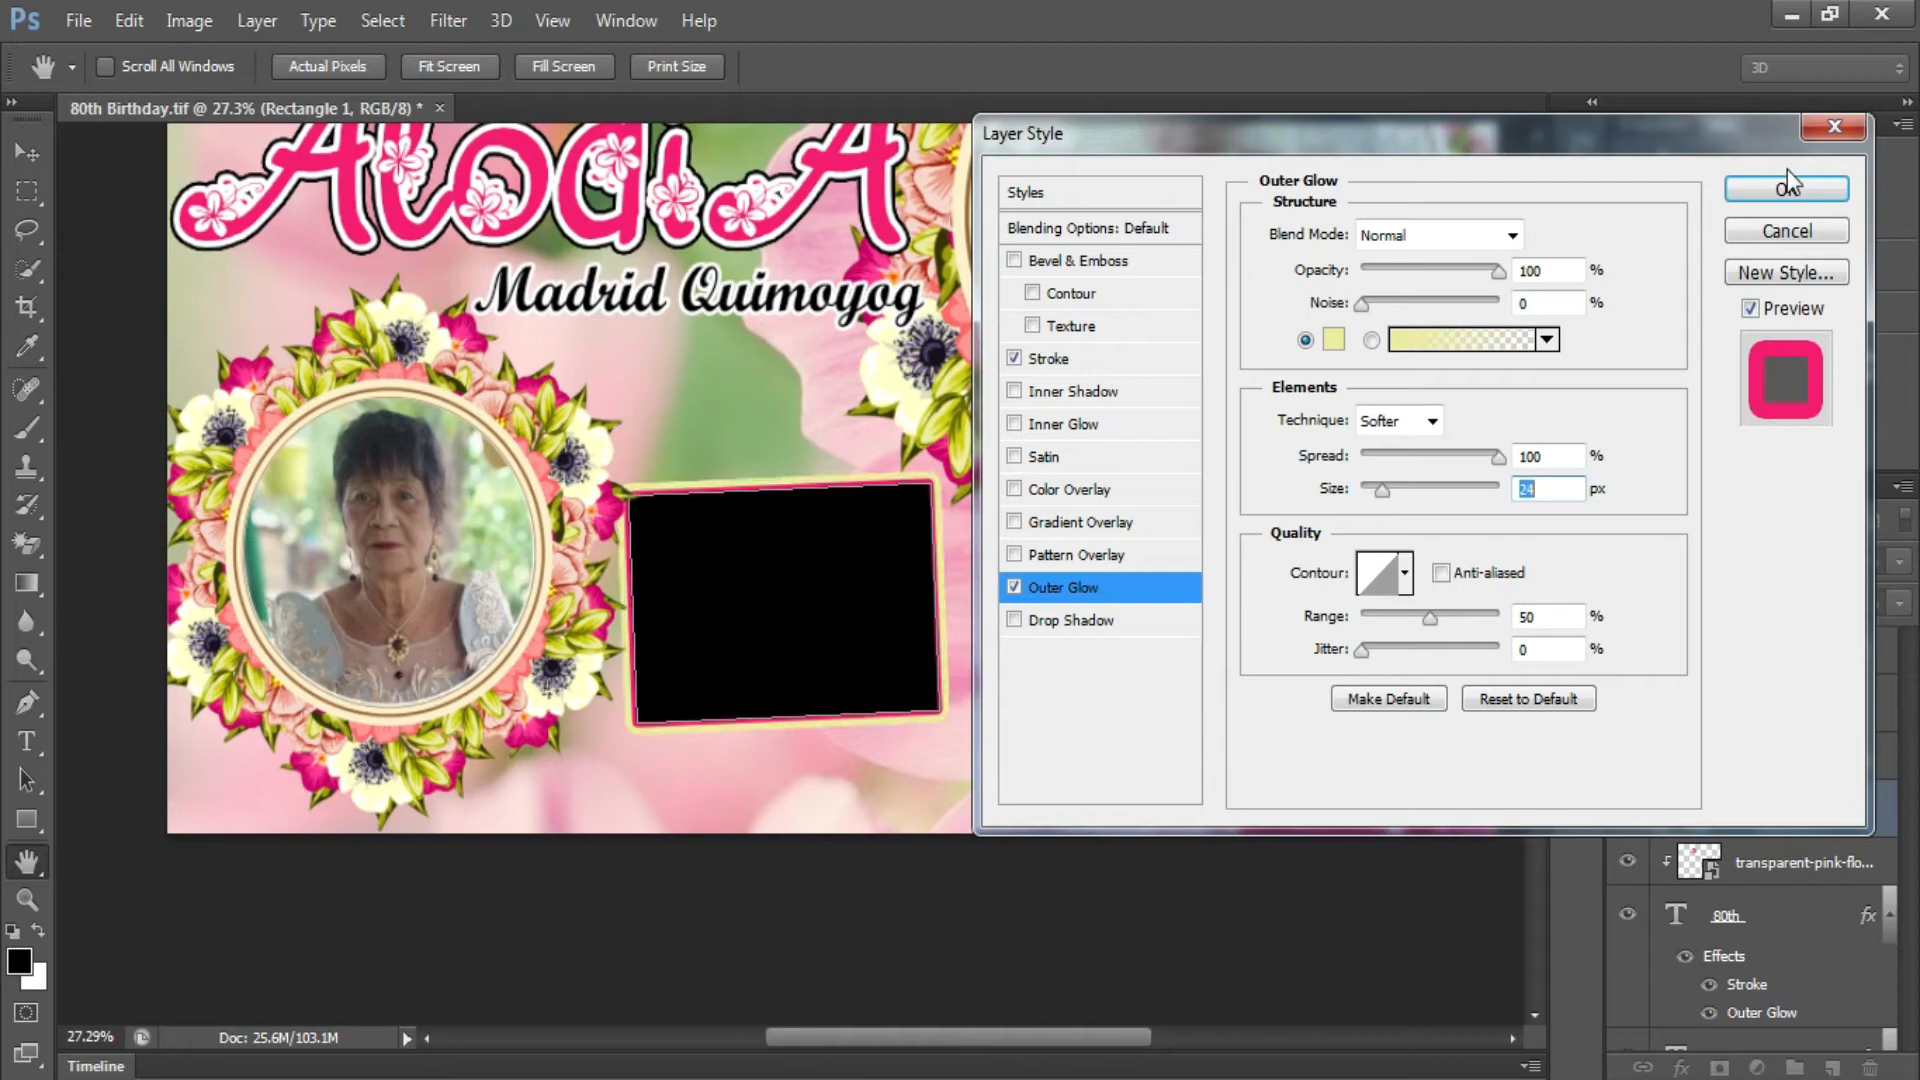 Ps File Edit Image Layer Type Select Filter 3D View Window Help
Scroll All Windows Actual Pixels Fit Screen Fill Screen Print Size 3D
80th Birthday.tif @ 27.3% (Rectangle 1, RGB/8) * ×
AlodiA
Madrid Quimoyog
Layer Style
Styles
Blending Options: Default
Bevel & Emboss
Contour
Texture
Stroke
Inner Shadow
Inner Glow
Satin
Color Overlay
Gradient Overlay
Pattern Overlay
Outer Glow
Drop Shadow
Outer Glow
Structure
Blend Mode: Normal
Opacity: 100 %
Noise: 0 %
Elements
Technique: Softer
Spread: 100 %
Size: 24 px
Quality
Contour: Anti-aliased
Range: 50 %
Jitter: 0 %
Make Default Reset to Default
Cancel
New Style...
Preview
transparent-pink-flo...
T 80th fx
Effects
Stroke
Outer Glow
27.29% Doc: 25.6M/103.1M
Timeline
fx